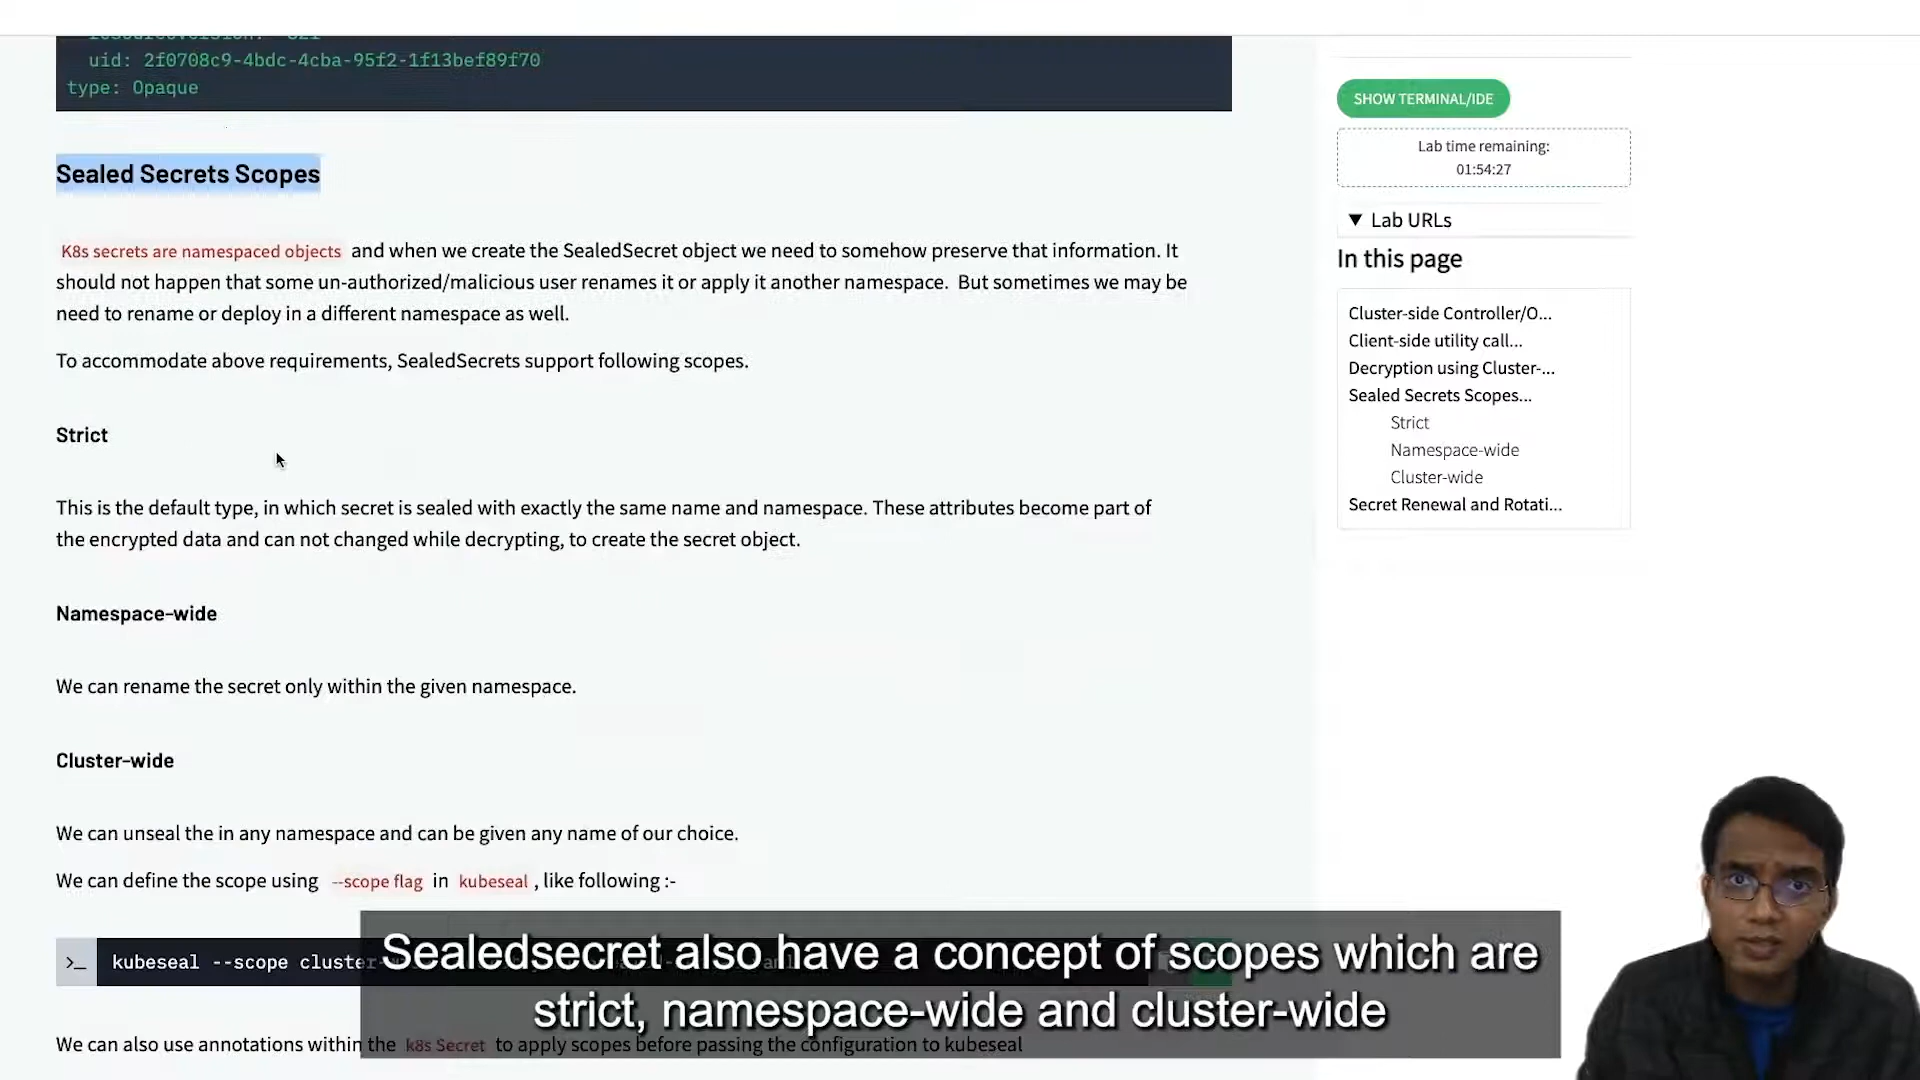 uid: 2f0708c9-4bdc-4cba-95f2-1f13bef89f70
type: Opaque
Sealed Secrets Scopes
K8s secrets are namespaced objects and when we create the SealedSecret object we need to somehow preserve that information. It
should not happen that some un-authorized/malicious user renames it or apply it another namespace. But sometimes we may be
need to rename or deploy in a different namespace as well.
To accommodate above requirements, SealedSecrets support following scopes.
Strict
This is the default type, in which secret is sealed with exactly the same name and namespace. These attributes become part of
the encrypted data and can not changed while decrypting, to create the secret object.
Namespace-wide
We can rename the secret only within the given namespace.
Cluster-wide
We can unseal the in any namespace and can be given any name of our choice.
We can define the scope using --scope flag in kubeseal , like following :-
>_ kubeseal --scope cluster
We can also use annotations within the k8s Secret to apply scopes before passing the configuration to kubeseal
SHOW TERMINAL/IDE
Lab time remaining:
01:54:27
▼ Lab URLs
In this page
Cluster-side Controller/O...
Client-side utility call...
Decryption using Cluster-...
Sealed Secrets Scopes...
Strict
Namespace-wide
Cluster-wide
Secret Renewal and Rotati...
Sealedsecret also have a concept of scopes which are
strict, namespace-wide and cluster-wide